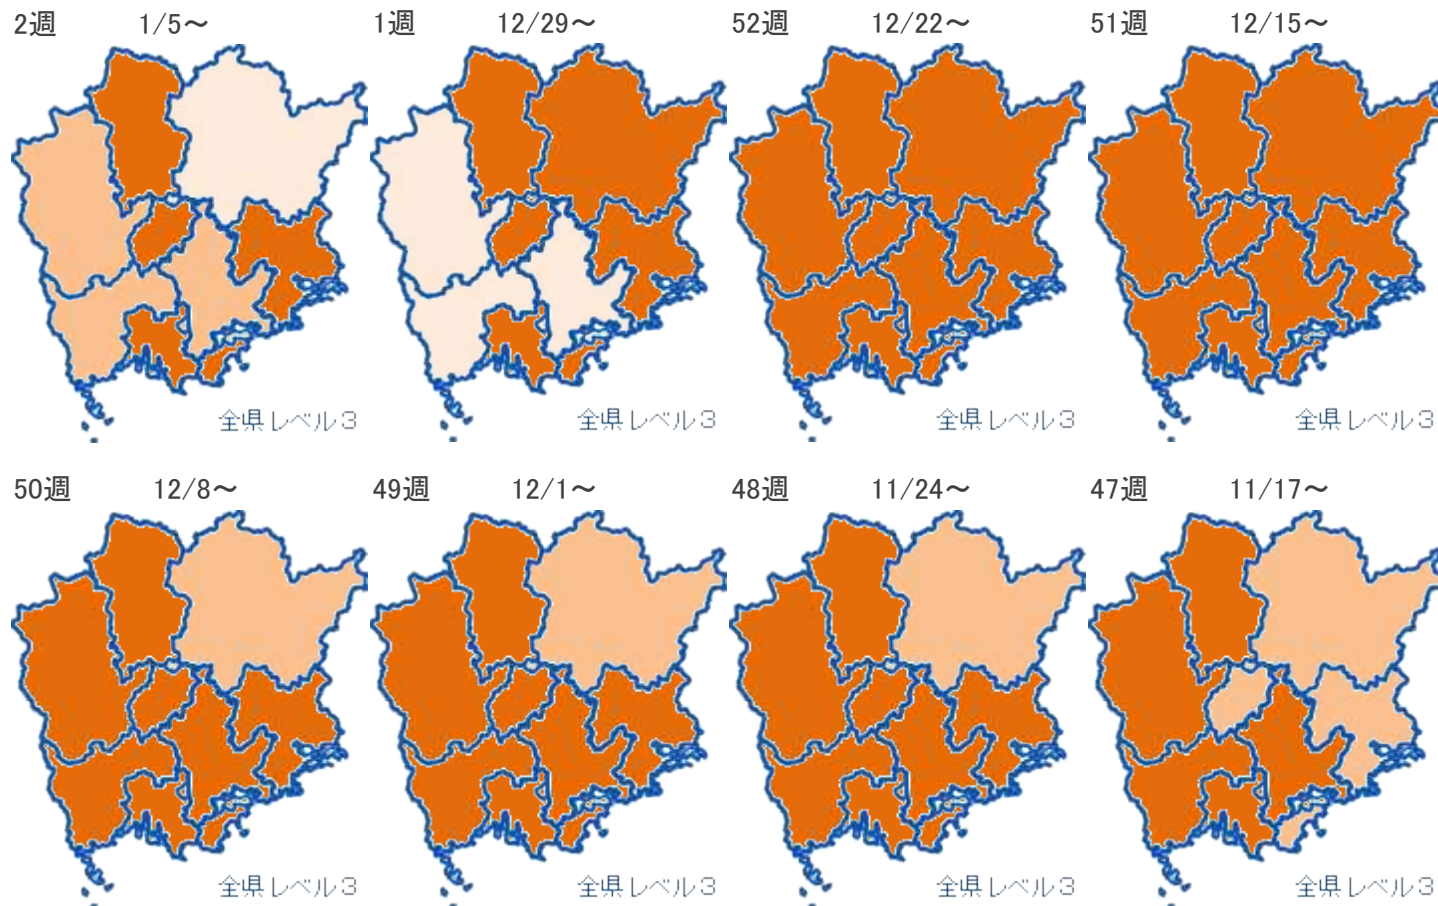 2週 1/5～ 1週 12/29～ 52週 12/22～ 51週 12/15～
全県レベル３ 全県レベル３ 全県レベル３ 全県レベル３
50週 12/8～ 49週 12/1～ 48週 11/24～ 47週 11/17～
全県レベル３ 全県レベル３ 全県レベル３ 全県レベル３